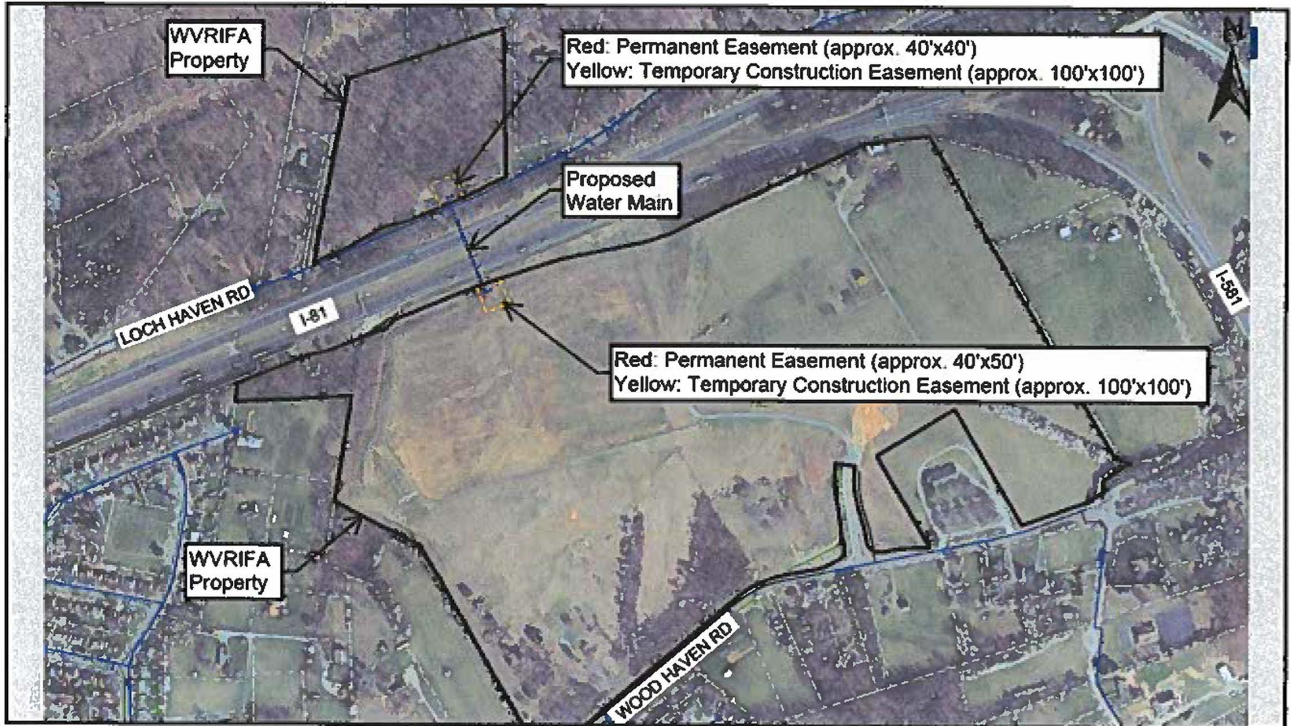 WVRIFA
Property
Red: Permanent Easement (approx. 40'x40')
Yellow: Temporary Construction Easement (approx. 100'x100')
N
Proposed
Water Main
LOCH HAVEN RD
I-81
I-581
Red: Permanent Easement (approx. 40'x50')
Yellow: Temporary Construction Easement (approx. 100'x100')
WVRIFA
Property
WOOD HAVEN RD